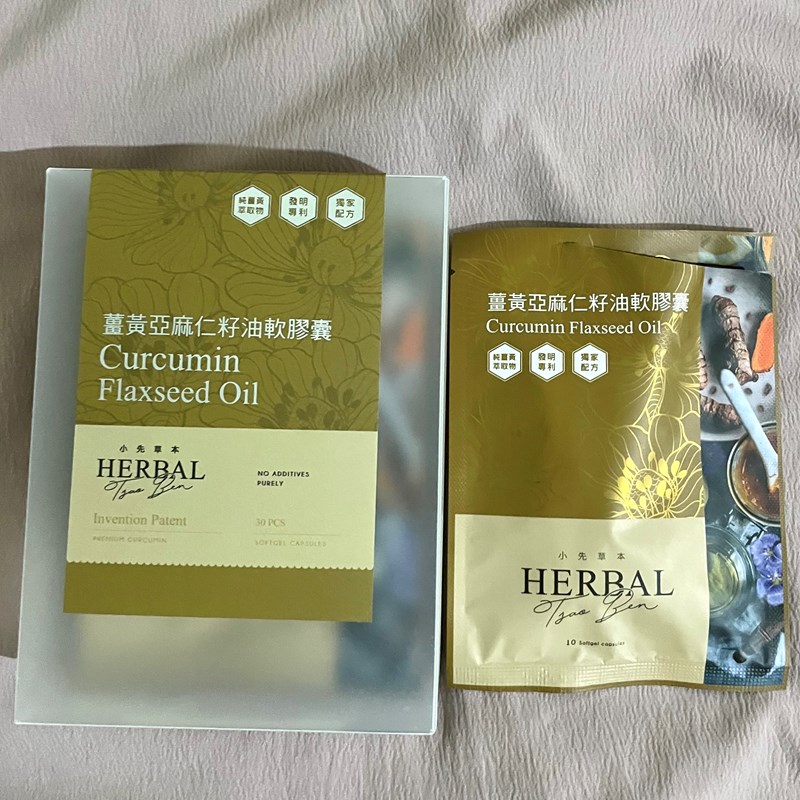 純薑黃
萃取物
發明
專利
獨家
配方
薑黃亞麻仁籽油軟膠囊
Curcumin
Flaxseed Oil
小先草本
HERBAL
Tsao Ben
NO ADDITIVES
PURELY
Invention Patent
30 PCS
PREMIUM CURCUMIN
SOFTGEL CAPSULES
薑黃亞麻仁籽油軟膠囊
Curcumin Flaxseed Oil
純薑黃
萃取物
發明
專利
獨家
配方
小先草本
HERBAL
Tsao Ben
10 Softgel capsules